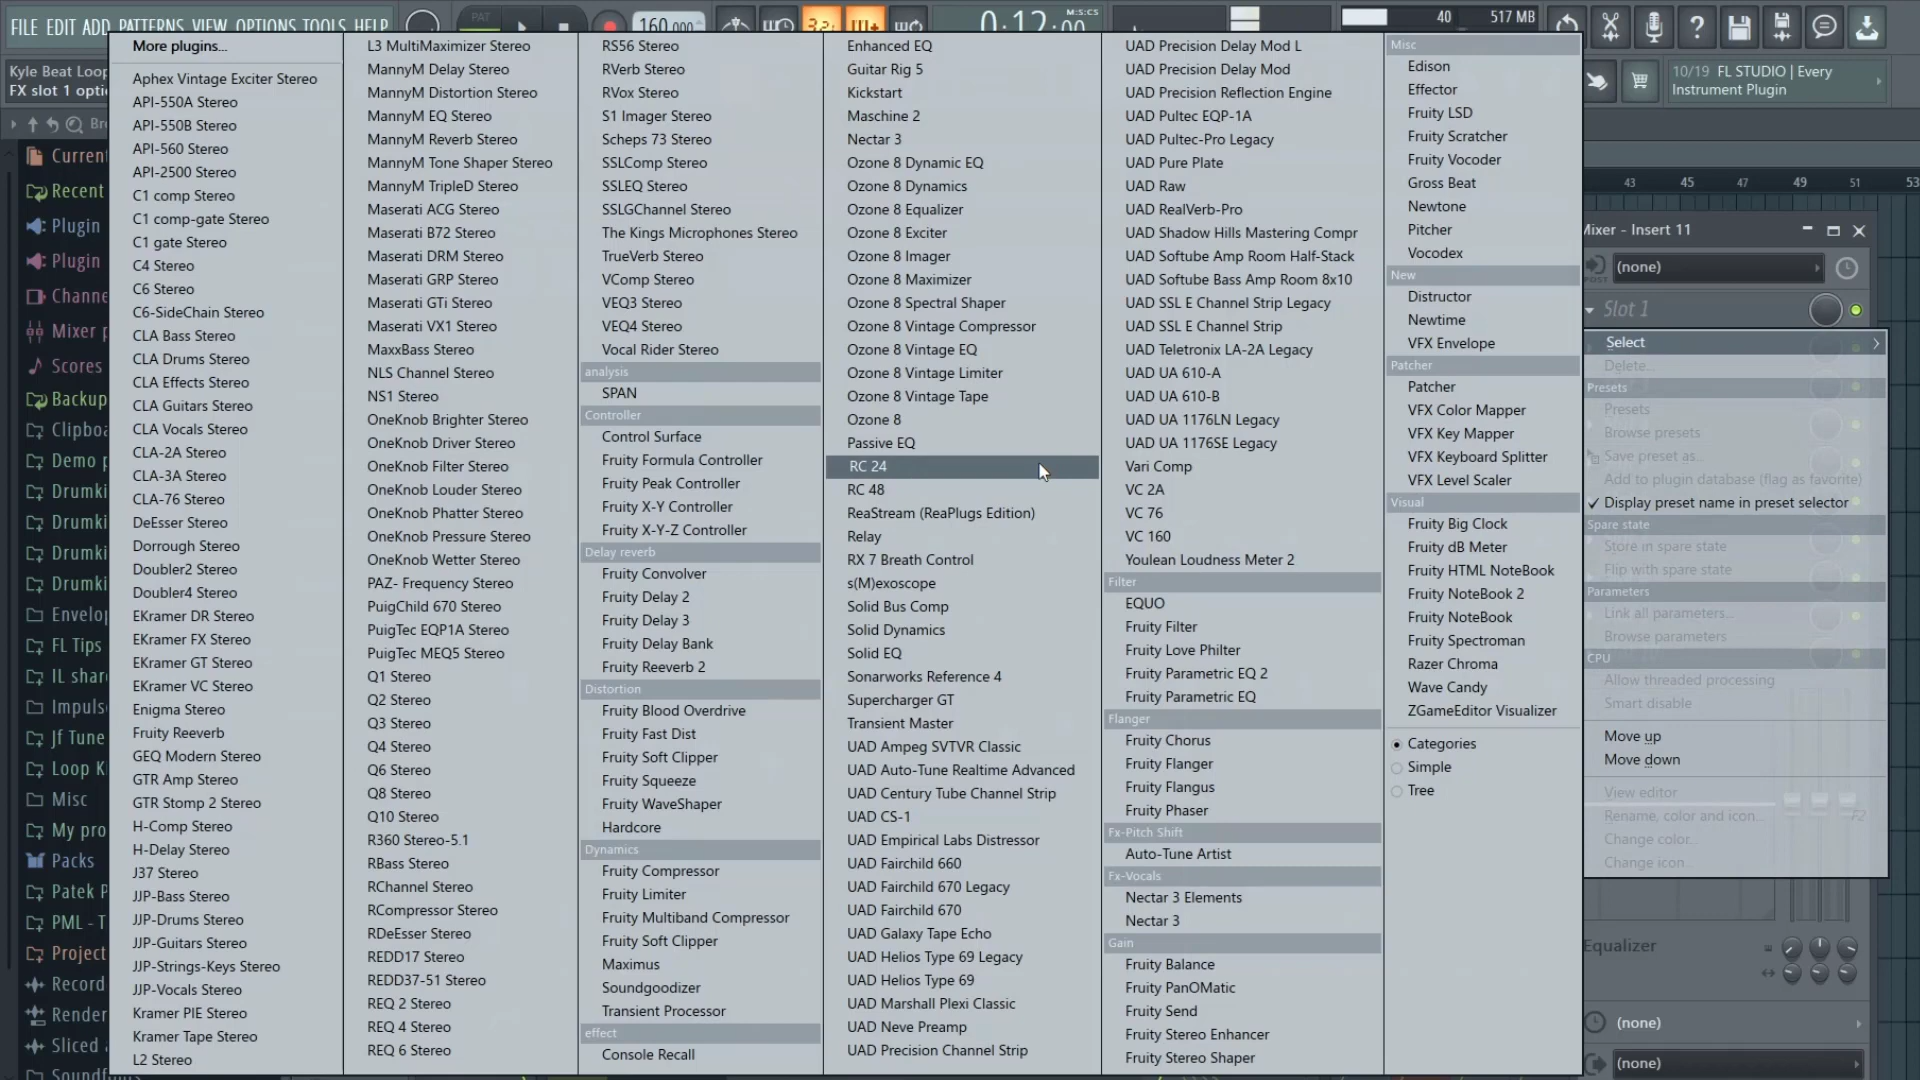 FILE EDIT ADD PATTERNS VIEW OPTIONS TOOLS HELP
PAT
160.000
3.2
0:12:00
M:S:CS
40
517 MB
Kyle Beat Loop
FX slot 1 opti
10/19 FL STUDIO | Every
Instrument Plugin
43 45 47 49 51 53
Current
Recent
Plugin
Plugin
Channe
Mixer p
Scores
Backup
Clipboa
Demo p
Drumki
Drumki
Drumki
Drumki
Envelop
FL Tips
IL shar
Impuls
Jf Tune
Loop K
Misc
My pro
Packs
Patek P
PML - T
Project
Record
Render
Sliced
Soundf
More plugins...
Aphex Vintage Exciter Stereo
API-550A Stereo
API-550B Stereo
API-560 Stereo
API-2500 Stereo
C1 comp Stereo
C1 comp-gate Stereo
C1 gate Stereo
C4 Stereo
C6 Stereo
C6-SideChain Stereo
CLA Bass Stereo
CLA Drums Stereo
CLA Effects Stereo
CLA Guitars Stereo
CLA Vocals Stereo
CLA-2A Stereo
CLA-3A Stereo
CLA-76 Stereo
DeEsser Stereo
Dorrough Stereo
Doubler2 Stereo
Doubler4 Stereo
EKramer DR Stereo
EKramer FX Stereo
EKramer GT Stereo
EKramer VC Stereo
Enigma Stereo
Fruity Reeverb
GEQ Modern Stereo
GTR Amp Stereo
GTR Stomp 2 Stereo
H-Comp Stereo
H-Delay Stereo
J37 Stereo
JJP-Bass Stereo
JJP-Drums Stereo
JJP-Guitars Stereo
JJP-Strings-Keys Stereo
JJP-Vocals Stereo
Kramer PIE Stereo
Kramer Tape Stereo
L2 Stereo
L3 MultiMaximizer Stereo
MannyM Delay Stereo
MannyM Distortion Stereo
MannyM EQ Stereo
MannyM Reverb Stereo
MannyM Tone Shaper Stereo
MannyM TripleD Stereo
Maserati ACG Stereo
Maserati B72 Stereo
Maserati DRM Stereo
Maserati GRP Stereo
Maserati GTi Stereo
Maserati VX1 Stereo
MaxxBass Stereo
NLS Channel Stereo
NS1 Stereo
OneKnob Brighter Stereo
OneKnob Driver Stereo
OneKnob Filter Stereo
OneKnob Louder Stereo
OneKnob Phatter Stereo
OneKnob Pressure Stereo
OneKnob Wetter Stereo
PAZ- Frequency Stereo
PuigChild 670 Stereo
PuigTec EQP1A Stereo
PuigTec MEQ5 Stereo
Q1 Stereo
Q2 Stereo
Q3 Stereo
Q4 Stereo
Q6 Stereo
Q8 Stereo
Q10 Stereo
R360 Stereo-5.1
RBass Stereo
RChannel Stereo
RCompressor Stereo
RDeEsser Stereo
REDD17 Stereo
REDD37-51 Stereo
REQ 2 Stereo
REQ 4 Stereo
REQ 6 Stereo
RS56 Stereo
RVerb Stereo
RVox Stereo
S1 Imager Stereo
Scheps 73 Stereo
SSLComp Stereo
SSLEQ Stereo
SSLGChannel Stereo
The Kings Microphones Stereo
TrueVerb Stereo
VComp Stereo
VEQ3 Stereo
VEQ4 Stereo
Vocal Rider Stereo
analysis
SPAN
Controller
Control Surface
Fruity Formula Controller
Fruity Peak Controller
Fruity X-Y Controller
Fruity X-Y-Z Controller
Delay reverb
Fruity Convolver
Fruity Delay 2
Fruity Delay 3
Fruity Delay Bank
Fruity Reeverb 2
Distortion
Fruity Blood Overdrive
Fruity Fast Dist
Fruity Soft Clipper
Fruity Squeeze
Fruity WaveShaper
Hardcore
Dynamics
Fruity Compressor
Fruity Limiter
Fruity Multiband Compressor
Fruity Soft Clipper
Maximus
Soundgoodizer
Transient Processor
effect
Console Recall
Enhanced EQ
Guitar Rig 5
Kickstart
Maschine 2
Nectar 3
Ozone 8 Dynamic EQ
Ozone 8 Dynamics
Ozone 8 Equalizer
Ozone 8 Exciter
Ozone 8 Imager
Ozone 8 Maximizer
Ozone 8 Spectral Shaper
Ozone 8 Vintage Compressor
Ozone 8 Vintage EQ
Ozone 8 Vintage Limiter
Ozone 8 Vintage Tape
Ozone 8
Passive EQ
RC 24
RC 48
ReaStream (ReaPlugs Edition)
Relay
RX 7 Breath Control
s(M)exoscope
Solid Bus Comp
Solid Dynamics
Solid EQ
Sonarworks Reference 4
Supercharger GT
Transient Master
UAD Ampeg SVTVR Classic
UAD Auto-Tune Realtime Advanced
UAD Century Tube Channel Strip
UAD CS-1
UAD Empirical Labs Distressor
UAD Fairchild 660
UAD Fairchild 670 Legacy
UAD Fairchild 670
UAD Galaxy Tape Echo
UAD Helios Type 69 Legacy
UAD Helios Type 69
UAD Marshall Plexi Classic
UAD Neve Preamp
UAD Precision Channel Strip
UAD Precision Delay Mod L
UAD Precision Delay Mod
UAD Precision Reflection Engine
UAD Pultec EQP-1A
UAD Pultec-Pro Legacy
UAD Pure Plate
UAD Raw
UAD RealVerb-Pro
UAD Shadow Hills Mastering Compr
UAD Softube Amp Room Half-Stack
UAD Softube Bass Amp Room 8x10
UAD SSL E Channel Strip Legacy
UAD SSL E Channel Strip
UAD Teletronix LA-2A Legacy
UAD UA 610-A
UAD UA 610-B
UAD UA 1176LN Legacy
UAD UA 1176SE Legacy
Vari Comp
VC 2A
VC 76
VC 160
Youlean Loudness Meter 2
Filter
EQUO
Fruity Filter
Fruity Love Philter
Fruity Parametric EQ 2
Fruity Parametric EQ
Flanger
Fruity Chorus
Fruity Flanger
Fruity Flangus
Fruity Phaser
Fx-Pitch Shift
Auto-Tune Artist
Fx-Vocals
Nectar 3 Elements
Nectar 3
Gain
Fruity Balance
Fruity PanOMatic
Fruity Send
Fruity Stereo Enhancer
Fruity Stereo Shaper
Misc
Edison
Effector
Fruity LSD
Fruity Scratcher
Fruity Vocoder
Gross Beat
Newtone
Pitcher
Vocodex
New
Distructor
Newtime
VFX Envelope
Patcher
Patcher
VFX Color Mapper
VFX Key Mapper
VFX Keyboard Splitter
VFX Level Scaler
Visual
Fruity Big Clock
Fruity dB Meter
Fruity HTML NoteBook
Fruity NoteBook 2
Fruity NoteBook
Fruity Spectroman
Razer Chroma
Wave Candy
ZGameEditor Visualizer
Categories
Simple
Tree
Mixer - Insert 11
(none)
Slot 1
Select
Delete...
Presets
Presets
Browse presets
Save preset as...
Add to plugin database (flag as favorite)
Display preset name in preset selector
Spare state
Store in spare state
Flip with spare state
Parameters
Link all parameters...
Browse parameters
CPU
Allow threaded processing
Smart disable
Move up
Move down
View editor
Rename, color and icon... F2
Change color...
Change icon...
Equalizer
(none)
(none)